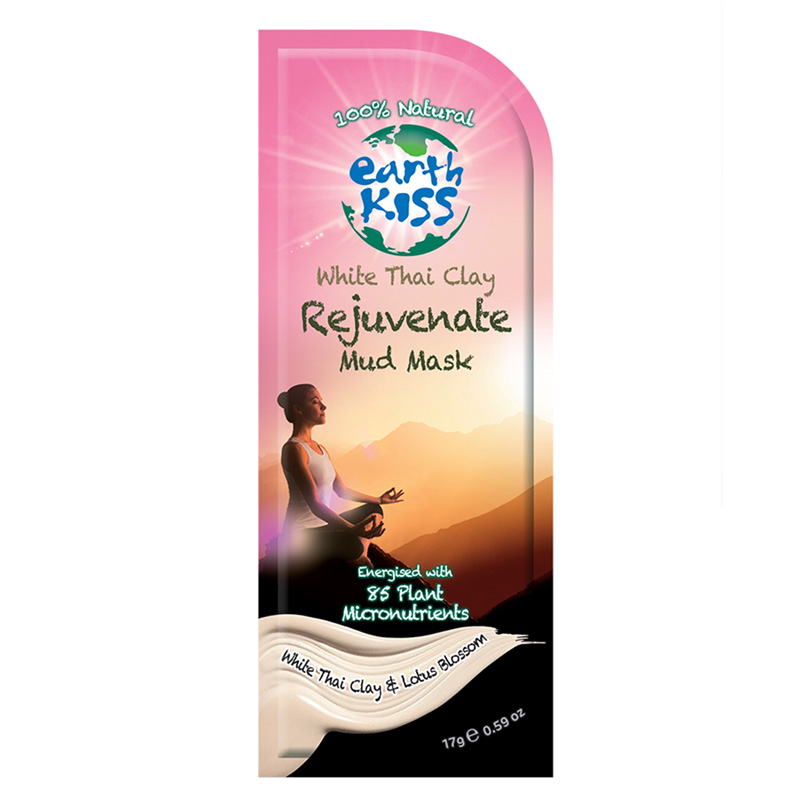 100% Natural
earth
Kiss
White Thai Clay
Rejuvenate
Mud Mask
Energised with
85 Plant
Micronutrients
White Thai Clay & Lotus Blossom
17g ℮ 0.59 oz